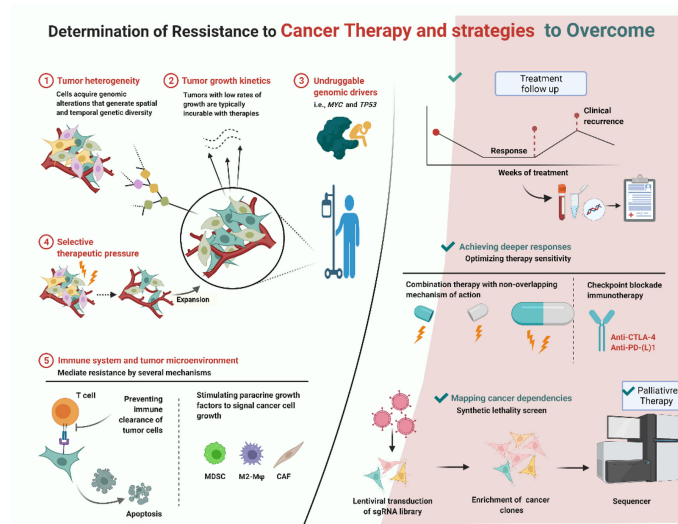 Determination of Ressistance to Cancer Therapy and strategies to Overcome
1 Tumor heterogeneity
Cells acquire genomic
alterations that generate spatial
and temporal genetic diversity
2 Tumor growth kinetics
Tumors with low rates of
growth are typically
inourable with therapies
3 Undruggable
genomic drivers
i.e., MYC and TP53
4 Selective
therapeutic pressure
Expansion
5 Immune system and tumor microenvironment
Mediate resistance by several mechanisms
T cell
Preventing
immune
clearance of
tumor cells
Apoptosis
Stimulating paracrine growth
factors to signal cancer cell
growth
MDSC
M2-Mφ
CAF
Treatment
follow up
Clinical
recurrence
Response
Weeks of treatment
Achieving deeper responses
Optimizing therapy sensitivity
Combination therapy with non-overlapping
mechanism of action
Checkpoint blockade
immunotherapy
Anti-CTLA-4
Anti-PD-(L)1
Mapping cancer dependencies
Synthetic lethality screen
Palliativre
Therapy
Lentiviral transduction
of sgRNA library
Enrichment of cancer
clones
Sequencer